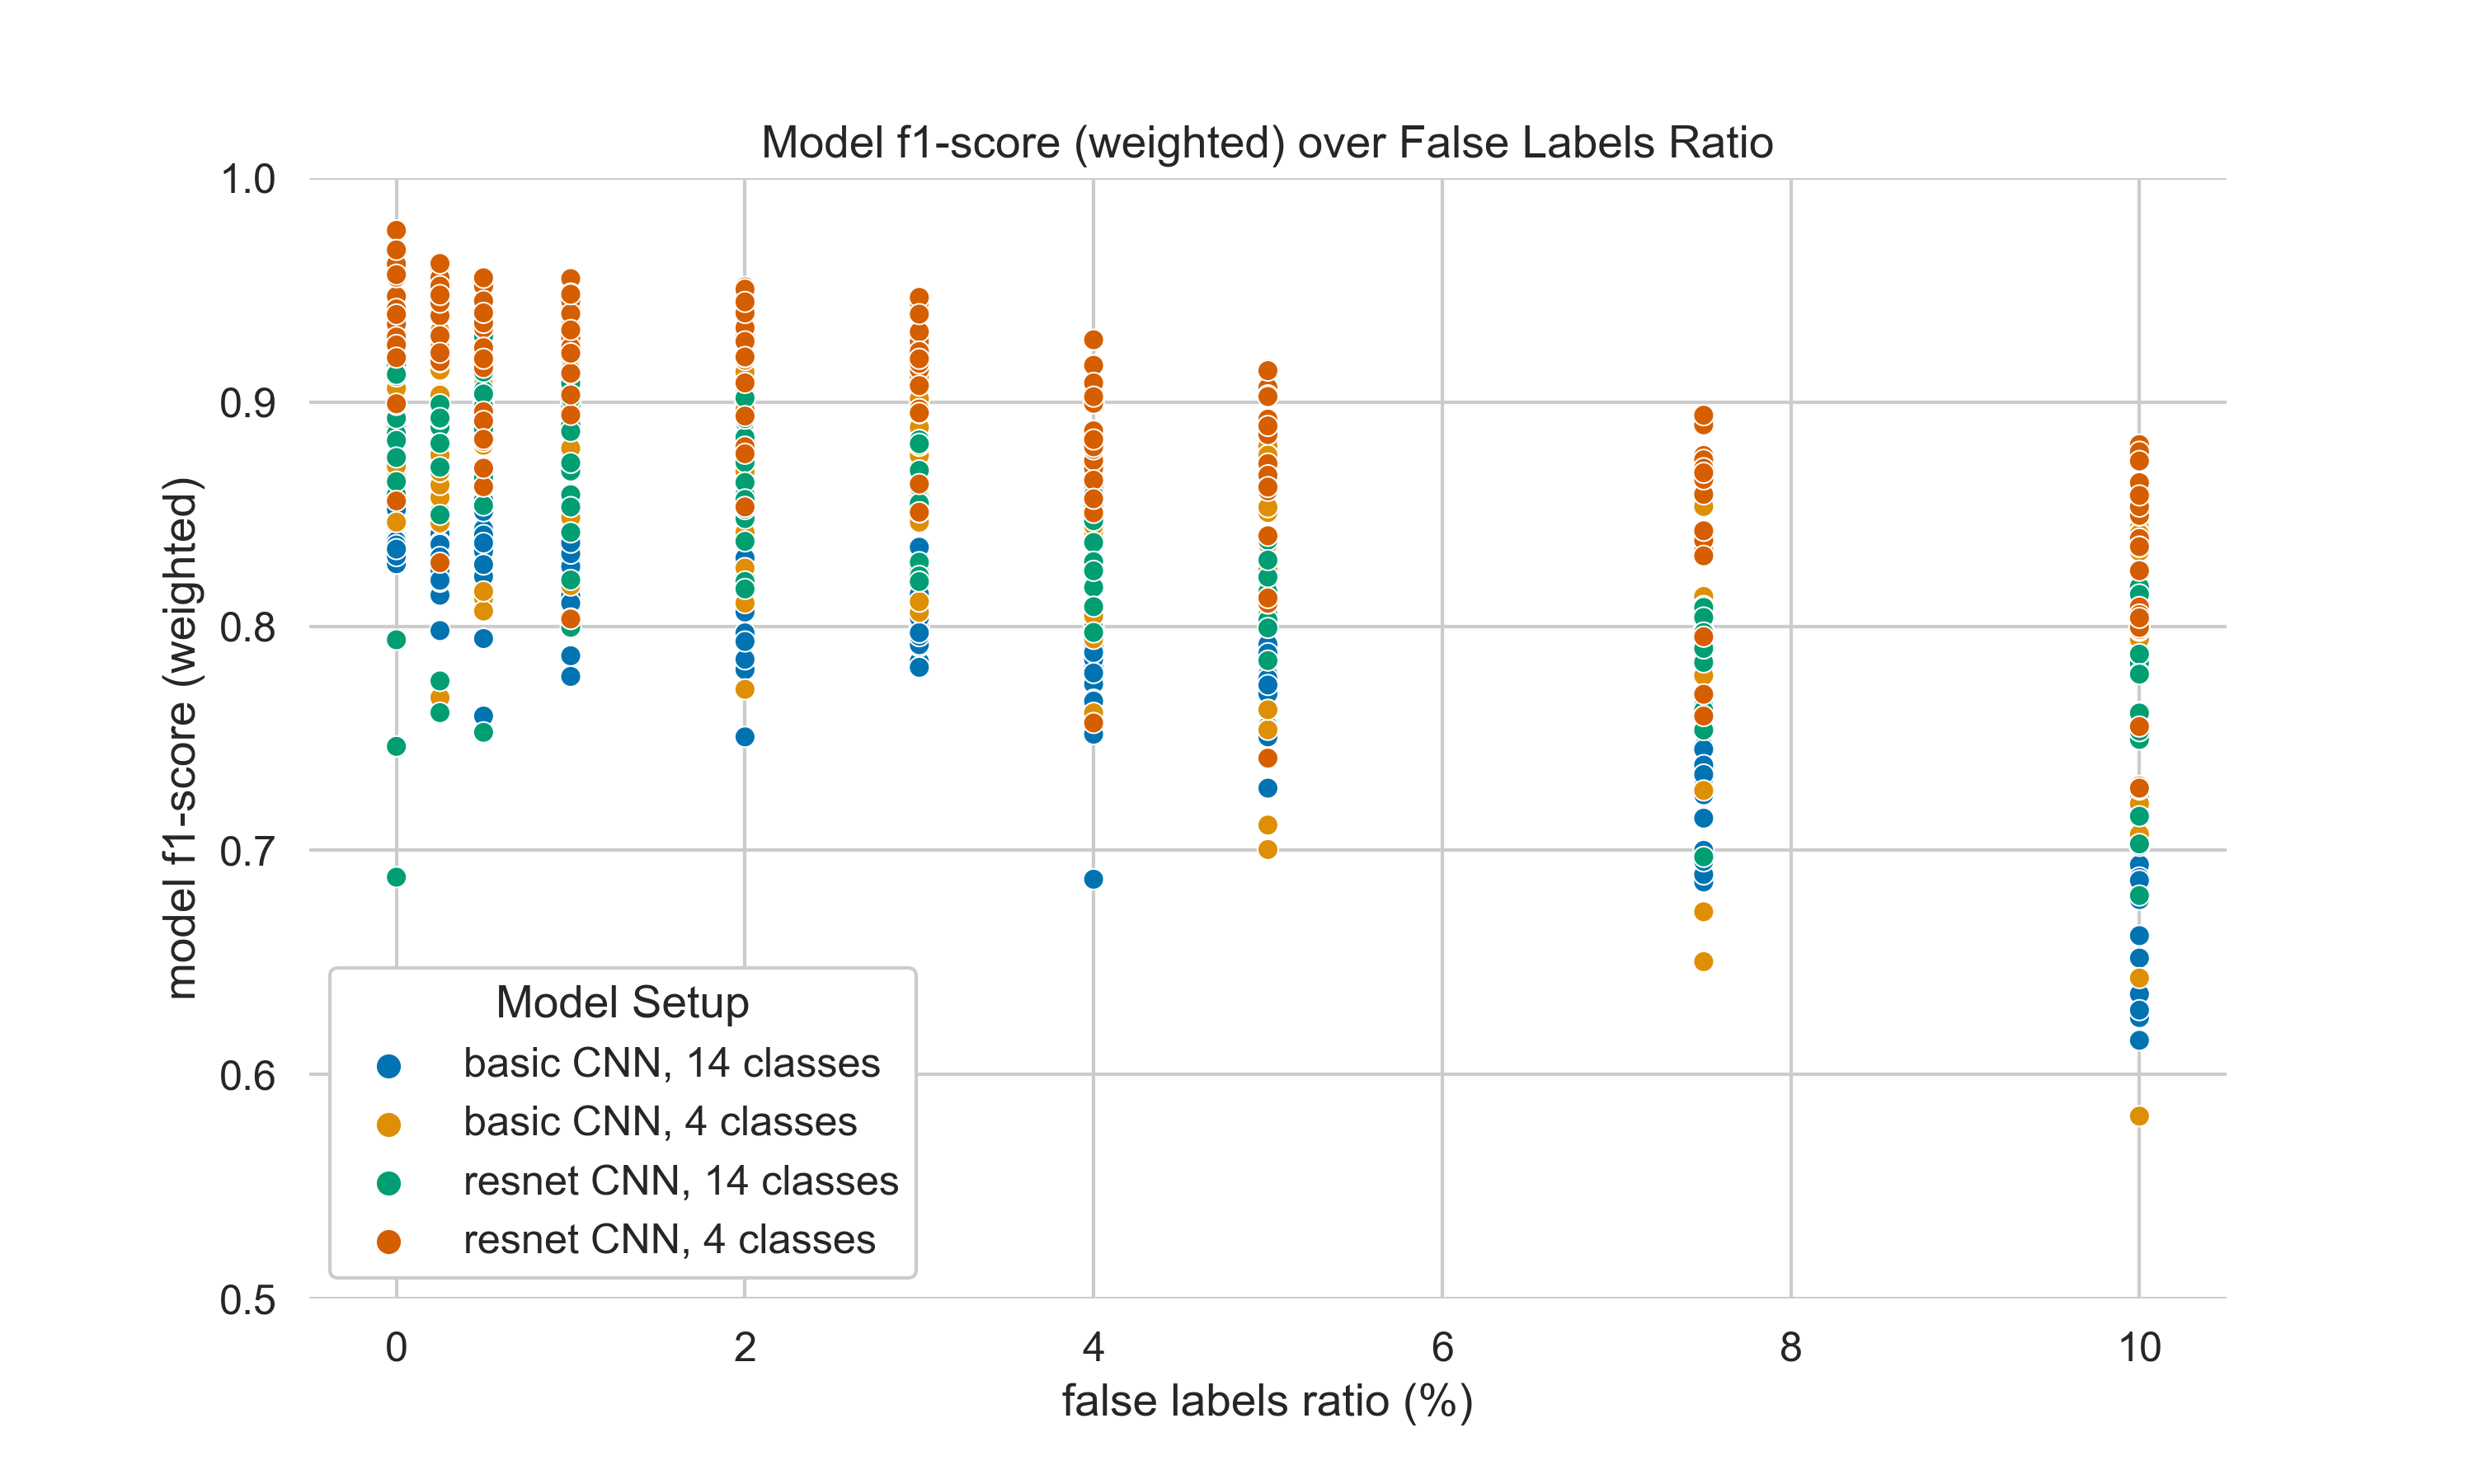 Model f1-score (weighted) over False Labels Ratio
1.0
0.9
0.8
0.7
0.6
0.5
model f1-score (weighted)
Model Setup
basic CNN, 14 classes
basic CNN, 4 classes
resnet CNN, 14 classes
resnet CNN, 4 classes
0 2 4 6 8 10
false labels ratio (%)